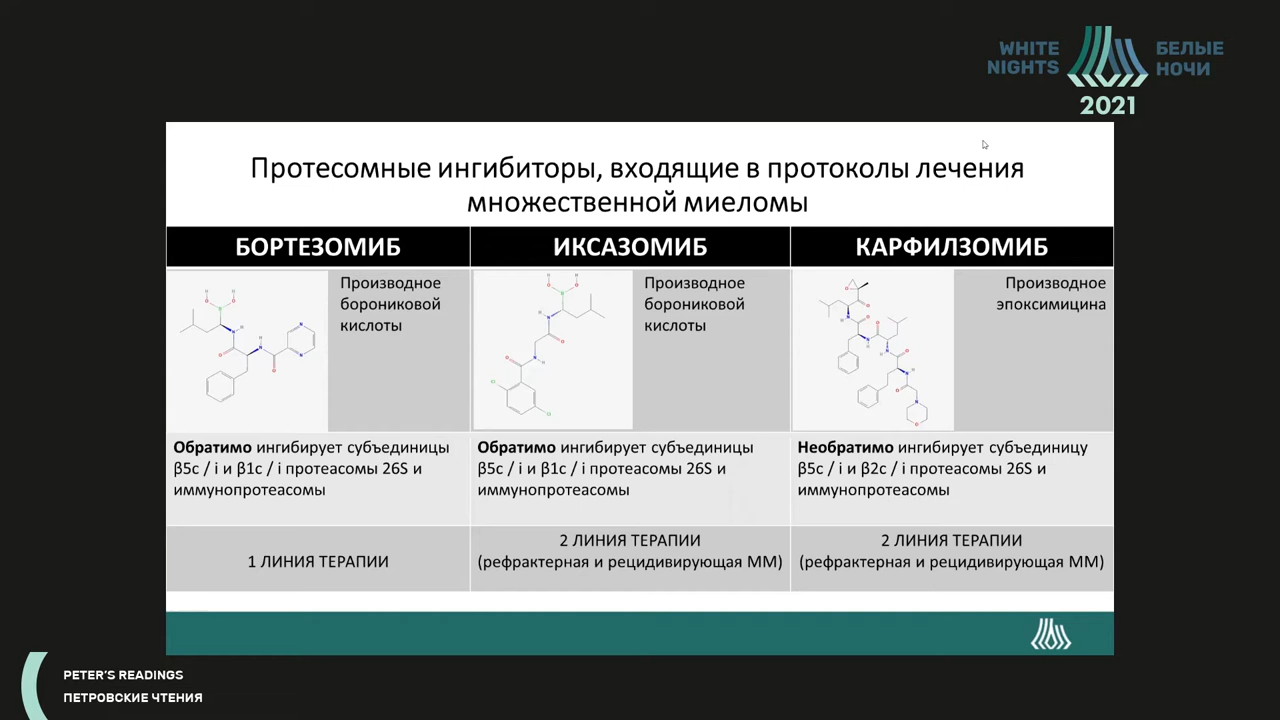 WHITE
NIGHTS
БЕЛЫЕ
НОЧИ
2021
Протесомные ингибиторы, входящие в протоколы лечения
множественной миеломы
БОРТЕЗОМИБ
ИКСАЗОМИБ
КАРФИЛЗОМИБ
Производное
борониковой
кислоты
Производное
борониковой
кислоты
Производное
эпоксимицина
Обратимо ингибирует субъединицы
β5c / i и β1c / i протеасомы 26S и
иммунопротеасомы
Обратимо ингибирует субъединицы
β5c / i и β1c / i протеасомы 26S и
иммунопротеасомы
Необратимо ингибирует субъединицу
β5c / i и β2c / i протеасомы 26S и
иммунопротеасомы
1 ЛИНИЯ ТЕРАПИИ
2 ЛИНИЯ ТЕРАПИИ
(рефрактерная и рецидивирующая ММ)
2 ЛИНИЯ ТЕРАПИИ
(рефрактерная и рецидивирующая ММ)
PETER'S READINGS
ПЕТРОВСКИЕ ЧТЕНИЯ